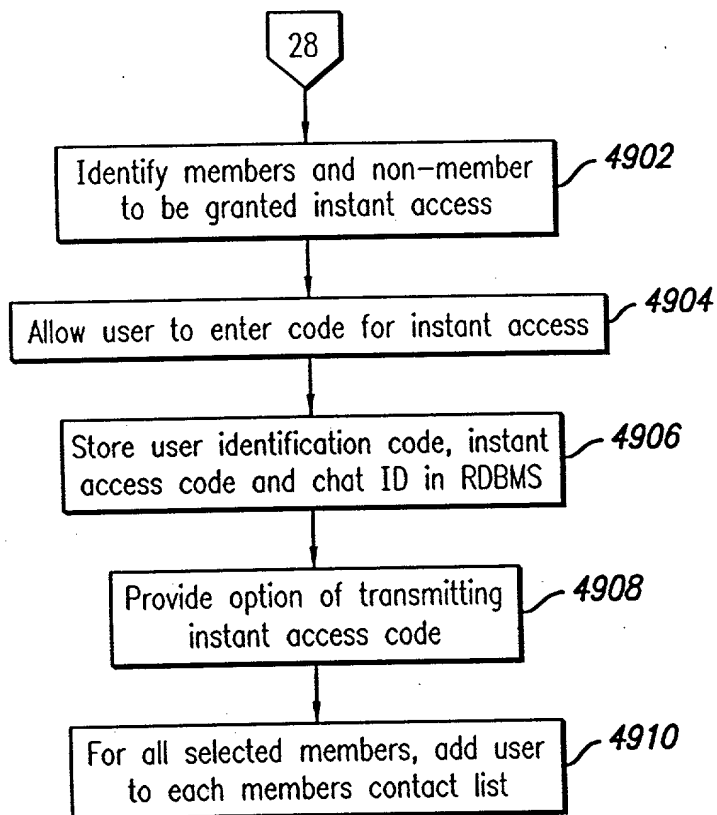 28
Identify members and non-member
to be granted instant access
4902
Allow user to enter code for instant access
4904
Store user identification code, instant
access code and chat ID in RDBMS
4906
Provide option of transmitting
instant access code
4908
For all selected members, add user
to each members contact list
4910